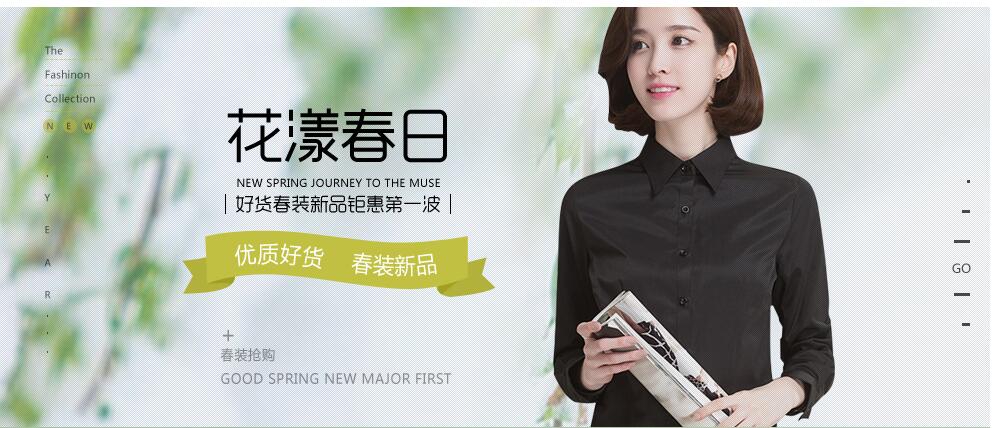 The
Fashinon
Collection
N E W
Y
E
A
R
花漾春日
NEW SPRING JOURNEY TO THE MUSE
好货春装新品钜惠第一波
优质好货 春装新品
+
春装抢购
GOOD SPRING NEW MAJOR FIRST
GO